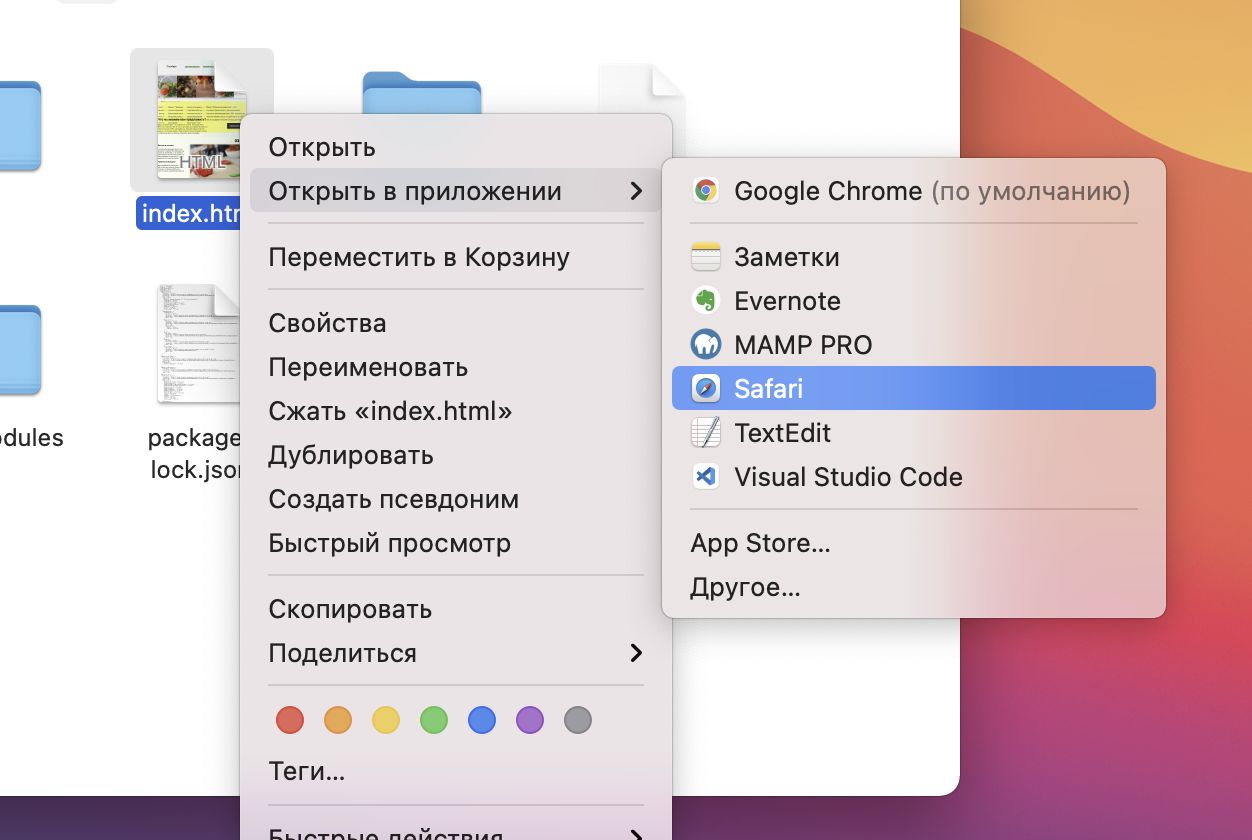 HTML
index.htm
Открыть
Открыть в приложении
Переместить в Корзину
Свойства
Переименовать
Сжать «index.html»
Дублировать
Создать псевдоним
Быстрый просмотр
Скопировать
Поделиться
Теги...
Быстрые действия
Google Chrome (по умолчанию)
Заметки
Evernote
MAMP PRO
Safari
TextEdit
Visual Studio Code
App Store...
Другое...
odules
package
lock.json